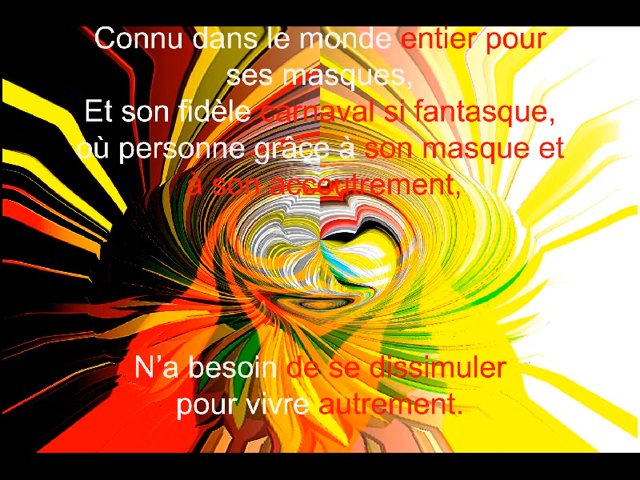 Connu dans le monde entier pour
ses masques,
Et son fidèle carnaval si fantasque,
où personne grâce à son masque et
à son accoutrement,
N’a besoin de se dissimuler
pour vivre autrement.